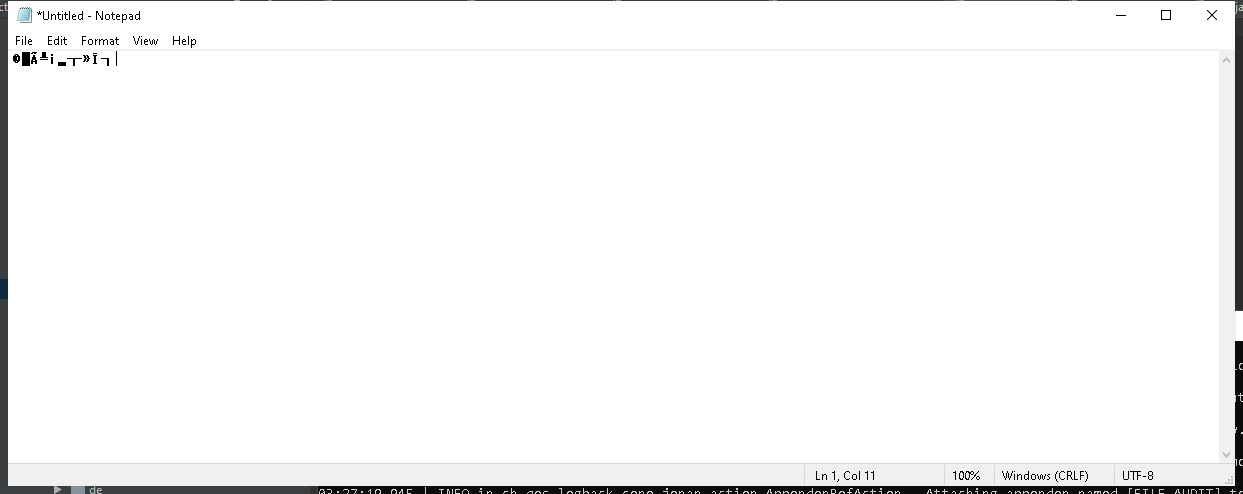 *Untitled - Notepad
File Edit Format View Help
Ln 1, Col 11 100% Windows (CRLF) UTF-8
de
03:27:19,945 | INFO in ch.qos.logback.core.joran.action.AppenderRefAction - Attaching appender named [FILE_AUDIT] t